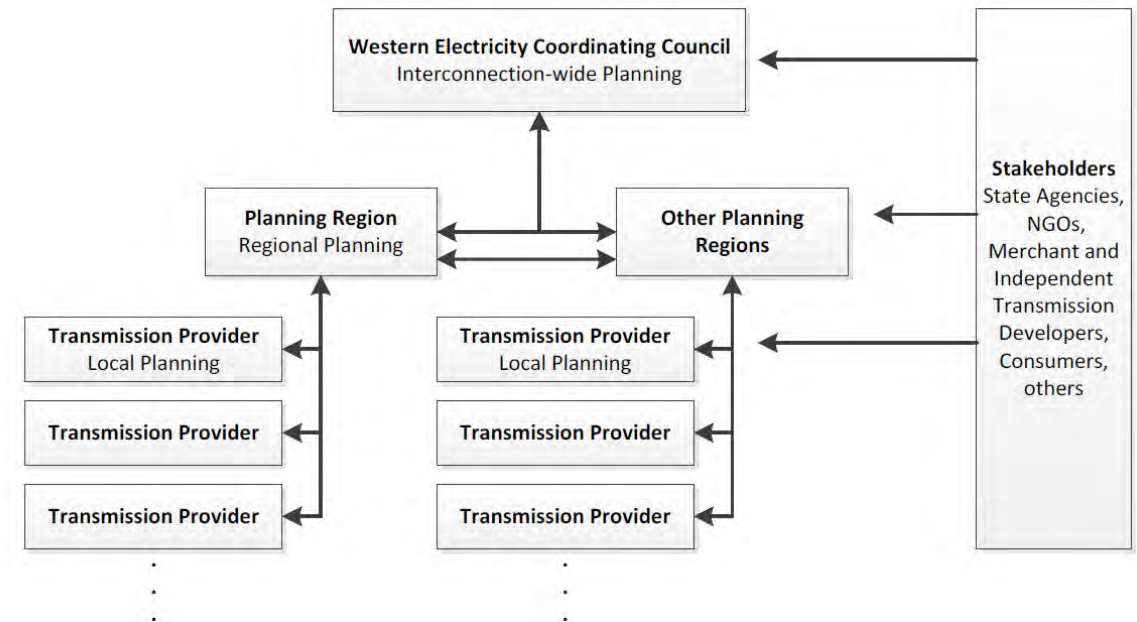 Western Electricity Coordinating Council
Interconnection-wide Planning
Planning Region
Regional Planning
Other Planning
Regions
Transmission Provider
Local Planning
Transmission Provider
Transmission Provider
Transmission Provider
Local Planning
Transmission Provider
Transmission Provider
Stakeholders
State Agencies,
NGOs,
Merchant and
Independent
Transmission
Developers,
Consumers,
others